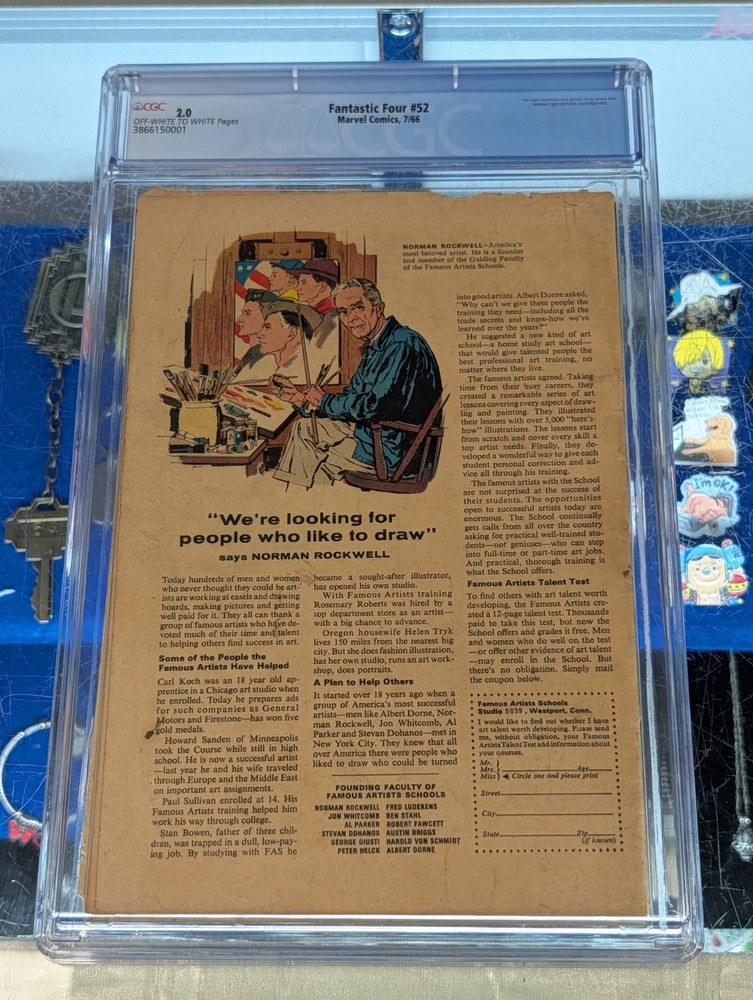 CGC 2.0
OFF-WHITE TO WHITE Pages
3866150001
Fantastic Four #52
Marvel Comics, 7/66
www.cgccomics.com/terms
CGC
NORMAN ROCKWELL—America's
most beloved artist. He is a founder
and member of the Guiding Faculty
of the Famous Artists Schools.
"We're looking for
people who like to draw"
says NORMAN ROCKWELL
Today hundreds of men and women
who never thought they could be art-
ists are working at easels and drawing
boards, making pictures and getting
well paid for it. They all can thank a
group of famous artists who have de-
voted much of their time and talent
to helping others find success in art.
Some of the People the
Famous Artists Have Helped
Carl Koch was an 18 year old ap-
prentice in a Chicago art studio when
he enrolled. Today he prepares ads
for such companies as General
Motors and Firestone—has won five
gold medals.
Howard Sanden of Minneapolis
took the Course while still in high
school. He is now a successful artist
—last year he and his wife traveled
through Europe and the Middle East
on important art assignments.
Paul Sullivan enrolled at 14. His
Famous Artists training helped him
work his way through college.
Stan Bowen, father of three chil-
dren, was trapped in a dull, low-pay-
ing job. By studying with FAS he
became a sought-after illustrator,
has opened his own studio.
With Famous Artists training
Rosemary Roberts was hired by a
top department store as an artist—
with a big chance to advance.
Oregon housewife Helen Tryk
lives 150 miles from the nearest big
city. But she does fashion illustration,
has her own studio, runs an art work-
shop, does portraits.
A Plan to Help Others
It started over 18 years ago when a
group of America's most successful
artists—men like Albert Dorne, Nor-
man Rockwell, Jon Whitcomb, Al
Parker and Stevan Dohanos—met in
New York City. They knew that all
over America there were people who
liked to draw who could be turned
FOUNDING FACULTY OF
FAMOUS ARTISTS SCHOOLS
NORMAN ROCKWELL FRED LUDEKENS
JON WHITCOMB BEN STAHL
AL PARKER ROBERT FAWCETT
STEVAN DOHANOS AUSTIN BRIGGS
GEORGE GIUSTI HAROLD VON SCHMIDT
PETER HELCK ALBERT DORNE
into good artists. Albert Dorne asked,
"Why can't we give these people the
training they need—including all the
trade secrets and know-how we've
learned over the years?"
He suggested a new kind of art
school—a home study art school—
that would give talented people the
best professional art training, no
matter where they live.
The famous artists agreed. Taking
time from their busy careers, they
created a remarkable series of art
lessons covering every aspect of draw-
ing and painting. They illustrated
their lessons with over 5,000 "here's-
how" illustrations. The lessons start
from scratch and cover every skill a
top artist needs. Finally, they de-
veloped a wonderful way to give each
student personal correction and ad-
vice all through his training.
The famous artists with the School
are not surprised at the success of
their students. The opportunities
open to successful artists today are
enormous. The School continually
gets calls from all over the country
asking for practical well-trained stu-
dents—not geniuses—who can step
into full-time or part-time art jobs.
And practical, thorough training is
what the School offers.
Famous Artists Talent Test
To find others with art talent worth
developing, the Famous Artists cre-
ated a 12-page talent test. Thousands
paid to take this test, but now the
School offers and grades it free. Men
and women who do well on the test
—or offer other evidence of art talent
—may enroll in the School. But
there's no obligation. Simply mail
the coupon below.
Famous Artists Schools
Studio 5039, Westport, Conn.
I would like to find out whether I have
art talent worth developing. Please send
me, without obligation, your Famous
Artists Talent Test and information about
your courses.
Mr.
Mrs. Age
Miss Circle one and please print
Street
City
State Zip
(if known)
I'm OK!